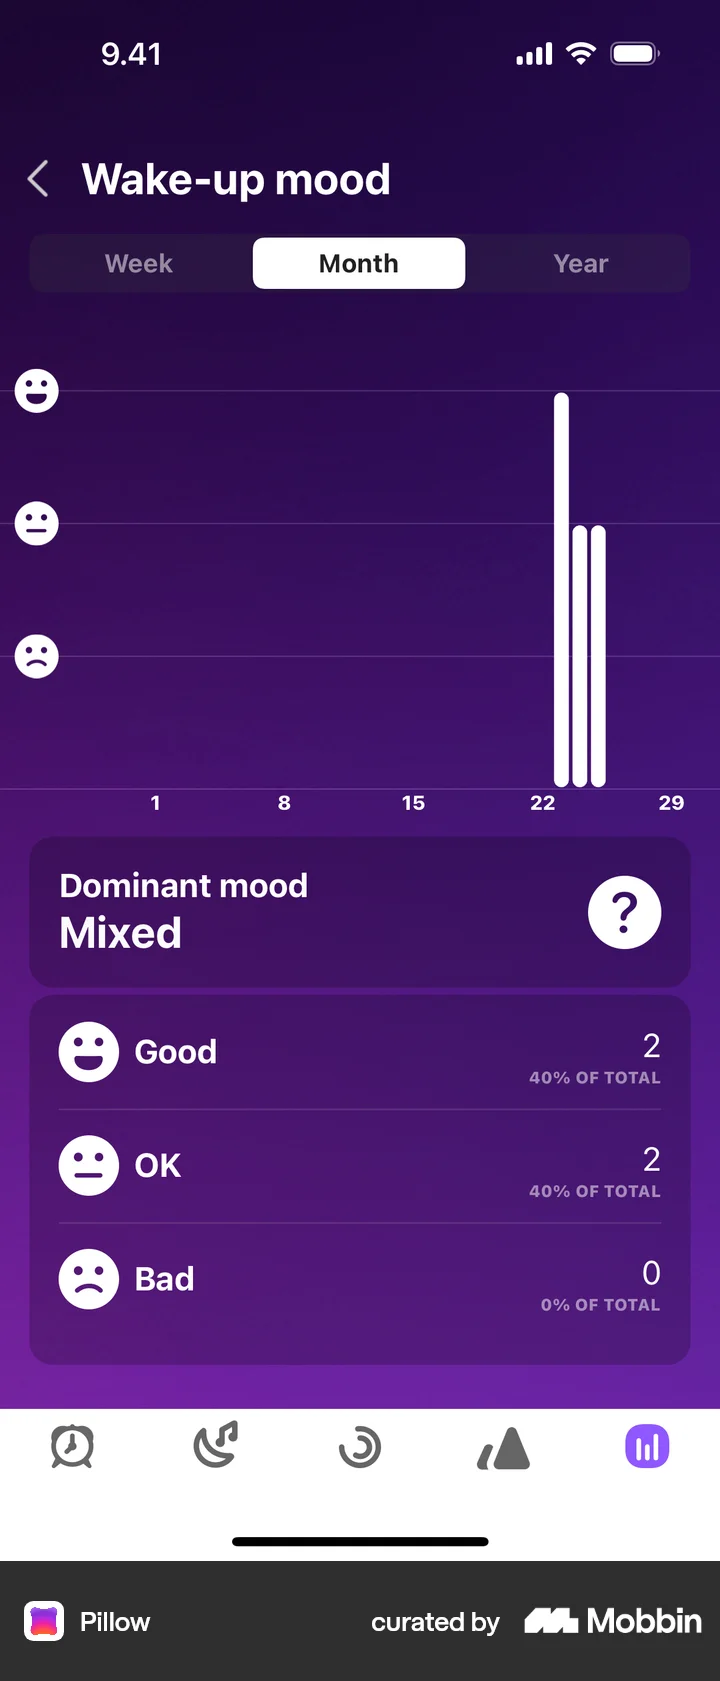 9.41
Wake-up mood
Week Month Year
1 8 15 22 29
Dominant mood
Mixed
?
Good
2
40% OF TOTAL
OK
2
40% OF TOTAL
Bad
0
0% OF TOTAL
Pillow
curated by Mobbin